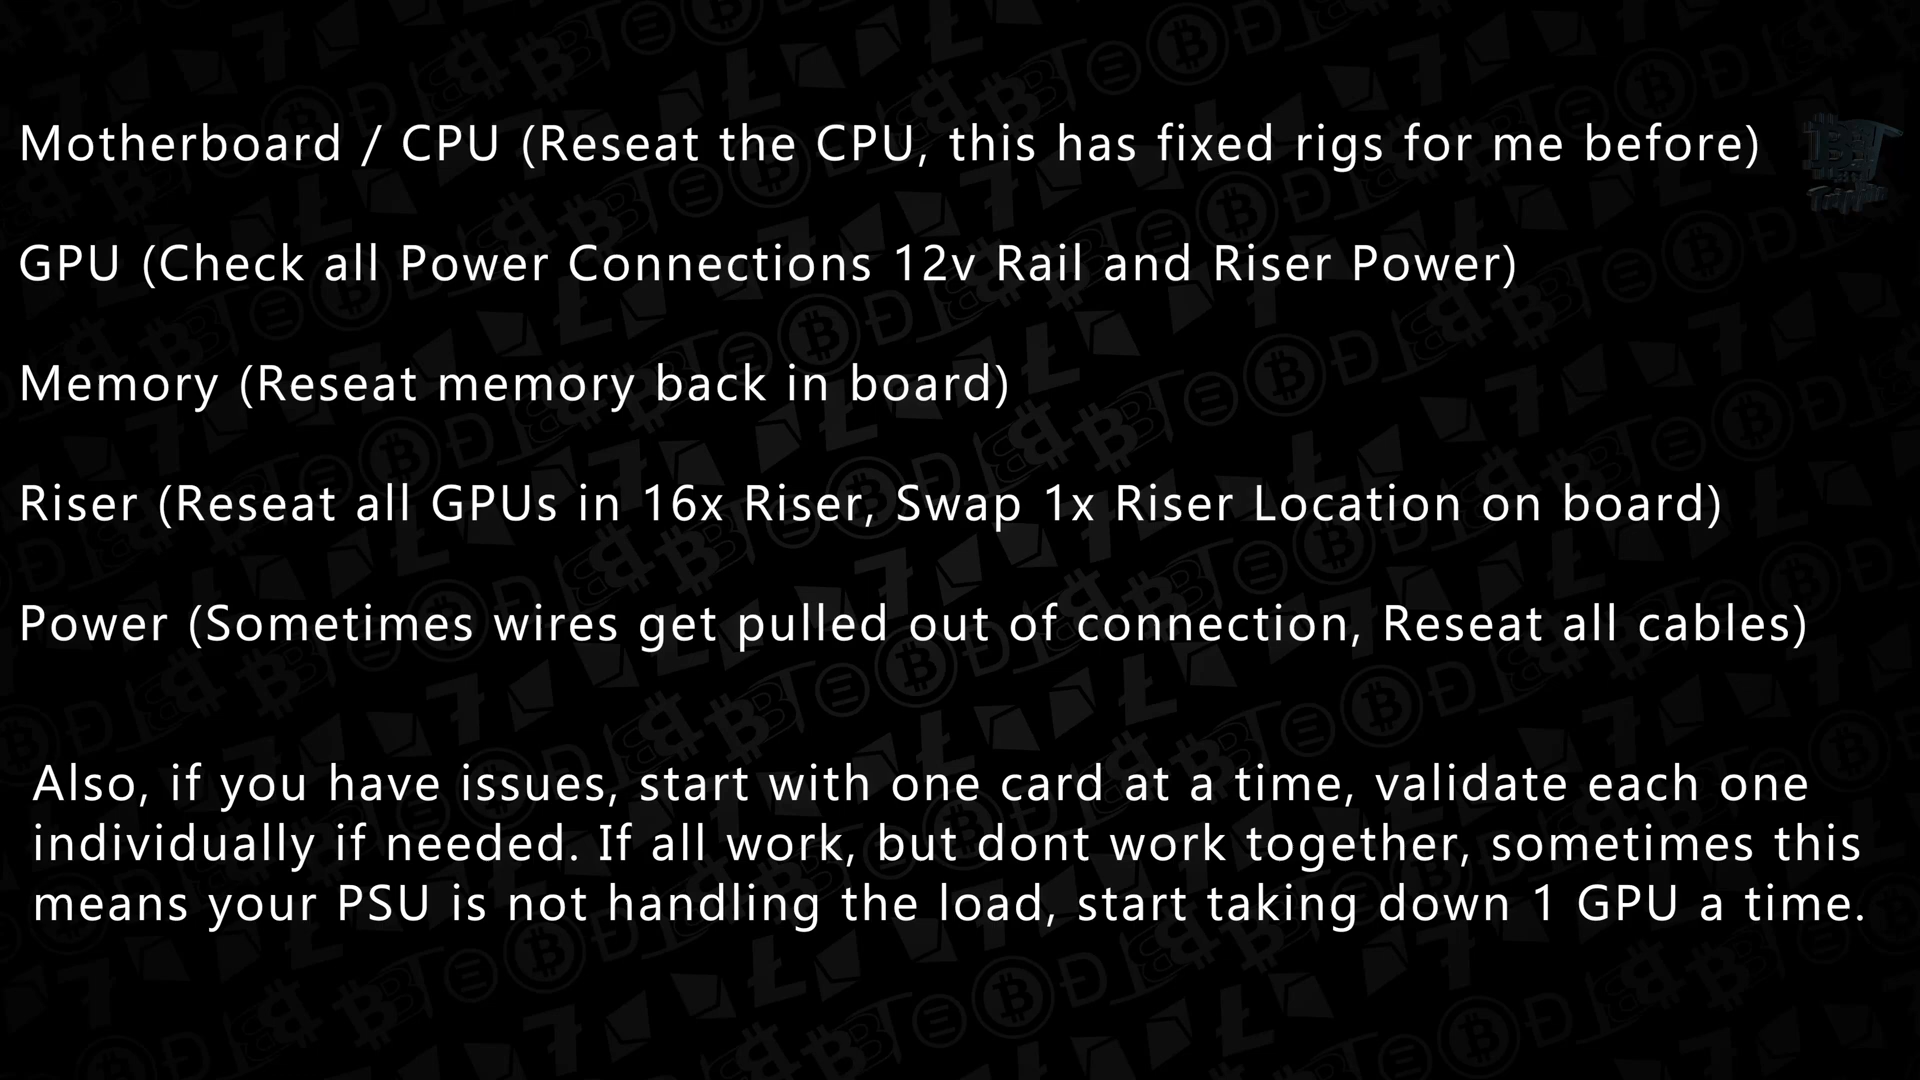 Motherboard / CPU (Reseat the CPU, this has fixed rigs for me before)
GPU (Check all Power Connections 12v Rail and Riser Power)
Memory (Reseat memory back in board)
Riser (Reseat all GPUs in 16x Riser, Swap 1x Riser Location on board)
Power (Sometimes wires get pulled out of connection, Reseat all cables)
Also, if you have issues, start with one card at a time, validate each one
individually if needed. If all work, but dont work together, sometimes this
means your PSU is not handling the load, start taking down 1 GPU a time.